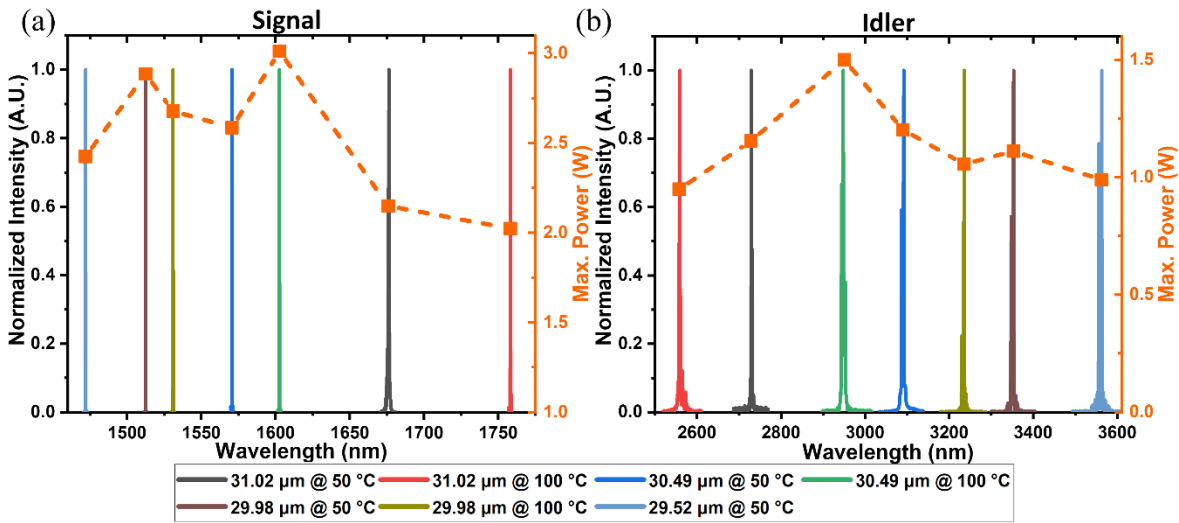 (a)
Signal
Normalized Intensity (A.U.)
1.0
0.8
0.6
0.4
0.2
0.0
1500
1550
1600
1650
1700
1750
Wavelength (nm)
3.0
2.5
2.0
1.5
1.0
Max. Power (W)
(b)
Idler
Normalized Intensity (A.U.)
1.0
0.8
0.6
0.4
0.2
0.0
2600
2800
3000
3200
3400
3600
Wavelength (nm)
1.5
1.0
0.5
0.0
Max. Power (W)
31.02 µm @ 50 °C 31.02 µm @ 100 °C 30.49 µm @ 50 °C 30.49 µm @ 100 °C
29.98 µm @ 50 °C 29.98 µm @ 100 °C 29.52 µm @ 50 °C